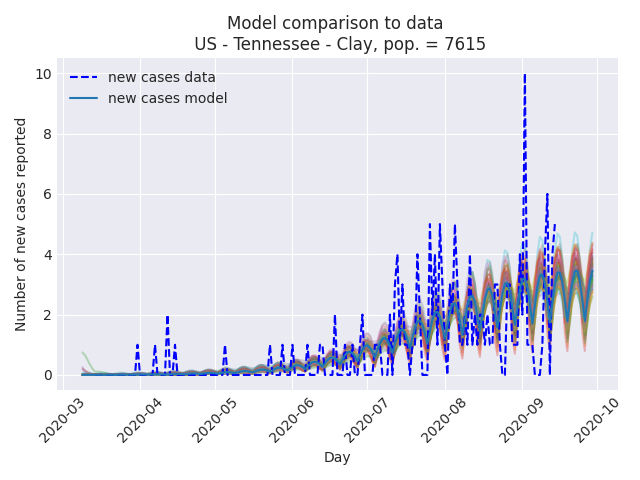 Model comparison to data
US - Tennessee - Clay, pop. = 7615
new cases data
new cases model
Number of new cases reported
10
8
6
4
2
0
2020-03
2020-04
2020-05
2020-06
2020-07
2020-08
2020-09
2020-10
Day